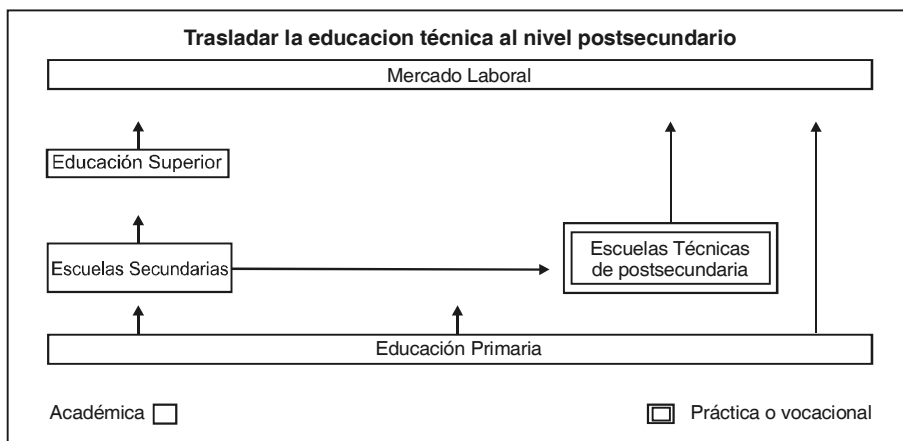 Trasladar la educacion técnica al nivel postsecundario
Mercado Laboral
Educación Superior
Escuelas Secundarias
Escuelas Técnicas
de postsecundaria
Educación Primaria
Académica
Práctica o vocacional